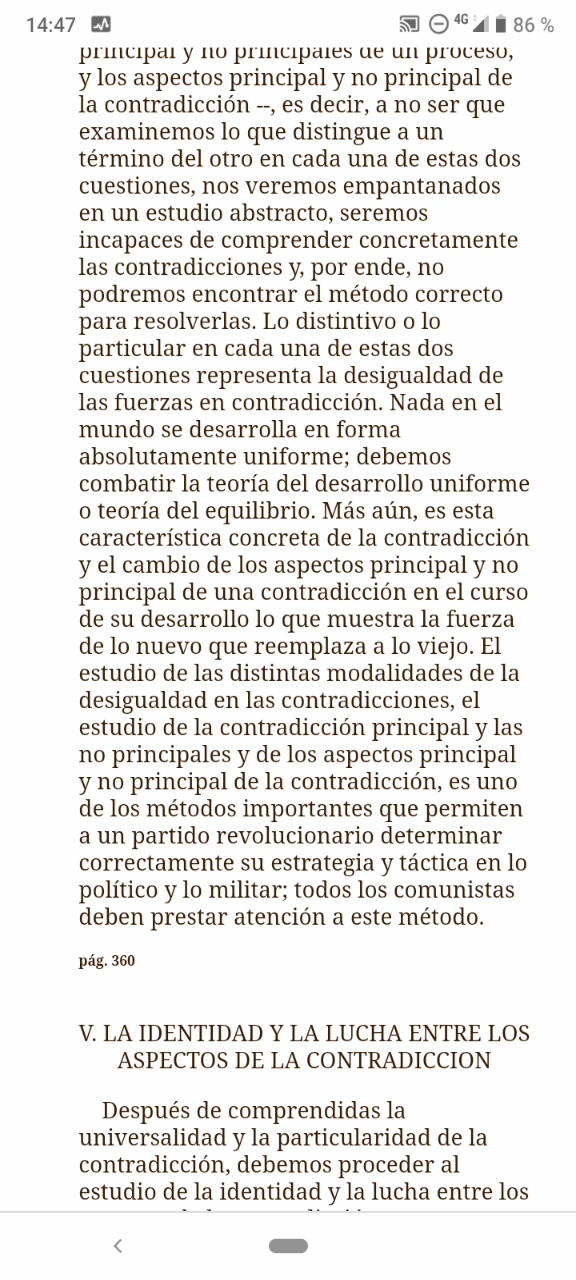 14:47
4G
86 %
principal y no principales de un proceso,
y los aspectos principal y no principal de
la contradicción --, es decir, a no ser que
examinemos lo que distingue a un
término del otro en cada una de estas dos
cuestiones, nos veremos empantanados
en un estudio abstracto, seremos
incapaces de comprender concretamente
las contradicciones y, por ende, no
podremos encontrar el método correcto
para resolverlas. Lo distintivo o lo
particular en cada una de estas dos
cuestiones representa la desigualdad de
las fuerzas en contradicción. Nada en el
mundo se desarrolla en forma
absolutamente uniforme; debemos
combatir la teoría del desarrollo uniforme
o teoría del equilibrio. Más aún, es esta
característica concreta de la contradicción
y el cambio de los aspectos principal y no
principal de una contradicción en el curso
de su desarrollo lo que muestra la fuerza
de lo nuevo que reemplaza a lo viejo. El
estudio de las distintas modalidades de la
desigualdad en las contradicciones, el
estudio de la contradicción principal y las
no principales y de los aspectos principal
y no principal de la contradicción, es uno
de los métodos importantes que permiten
a un partido revolucionario determinar
correctamente su estrategia y táctica en lo
político y lo militar; todos los comunistas
deben prestar atención a este método.
pág. 360
V. LA IDENTIDAD Y LA LUCHA ENTRE LOS
ASPECTOS DE LA CONTRADICCION
Después de comprendidas la
universalidad y la particularidad de la
contradicción, debemos proceder al
estudio de la identidad y la lucha entre los